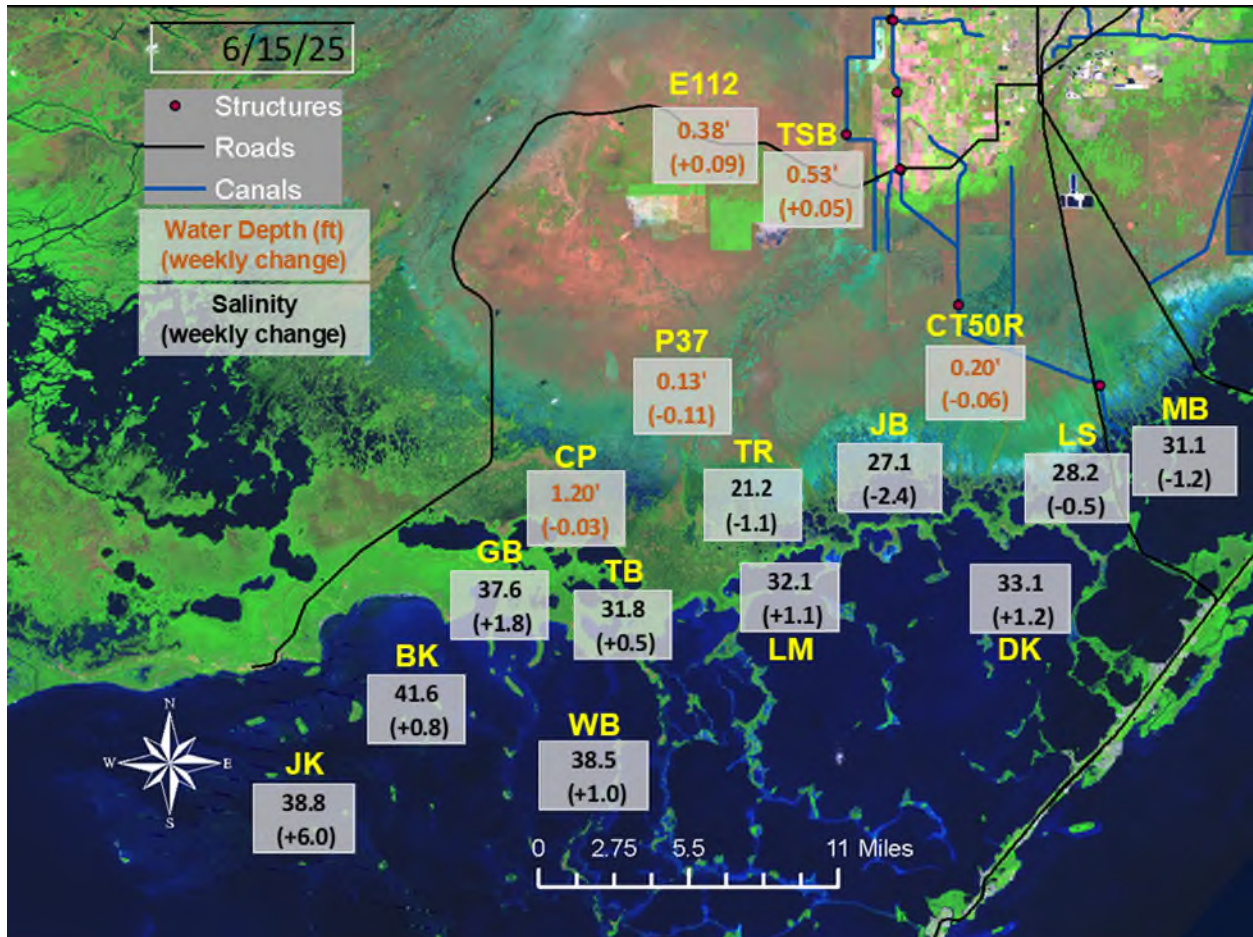 6/15/25
Structures
Roads
Canals
Water Depth (ft)
(weekly change)
Salinity
(weekly change)
E112
0.38'
(+0.09)
TSB
0.53'
(+0.05)
P37
0.13'
(-0.11)
CT50R
0.20'
(-0.06)
CP
1.20'
(-0.03)
TR
21.2
(-1.1)
JB
27.1
(-2.4)
LS
28.2
(-0.5)
MB
31.1
(-1.2)
GB
37.6
(+1.8)
TB
31.8
(+0.5)
32.1
(+1.1)
LM
33.1
(+1.2)
DK
BK
41.6
(+0.8)
WB
38.5
(+1.0)
JK
38.8
(+6.0)
N
W E
S
0 2.75 5.5 11 Miles